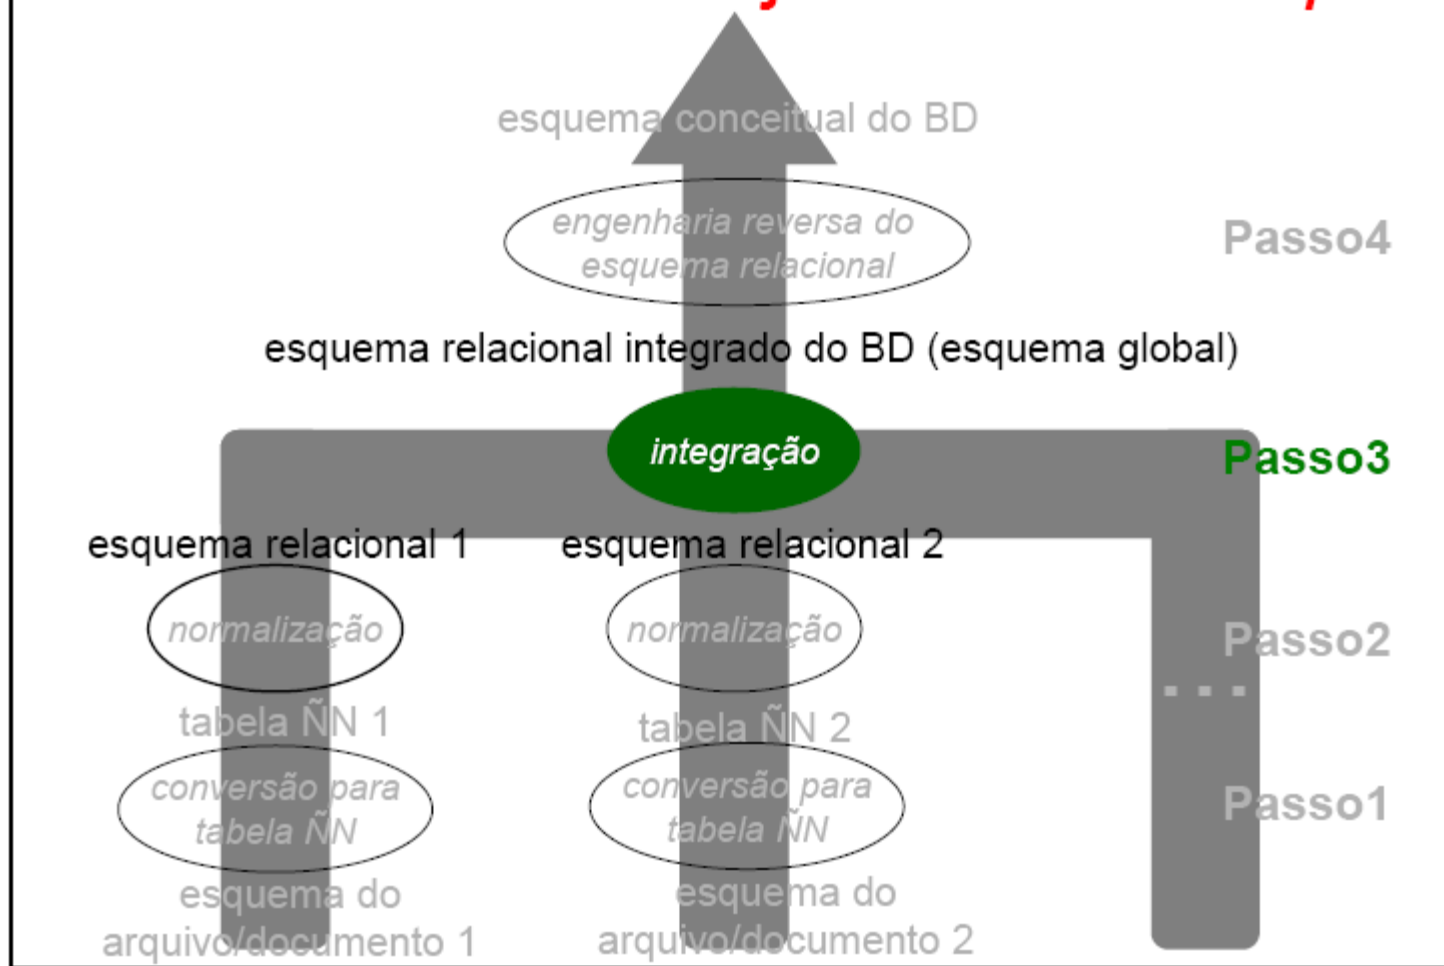 esquema conceitual do BD
engenharia reversa do
esquema relacional
Passo4
esquema relacional integrado do BD (esquema global)
integração
Passo3
esquema relacional 1
esquema relacional 2
normalização
normalização
Passo2
...
tabela ÑN 1
tabela ÑN 2
conversão para
tabela ÑN
conversão para
tabela ÑN
Passo1
esquema do
arquivo/documento 1
esquema do
arquivo/documento 2